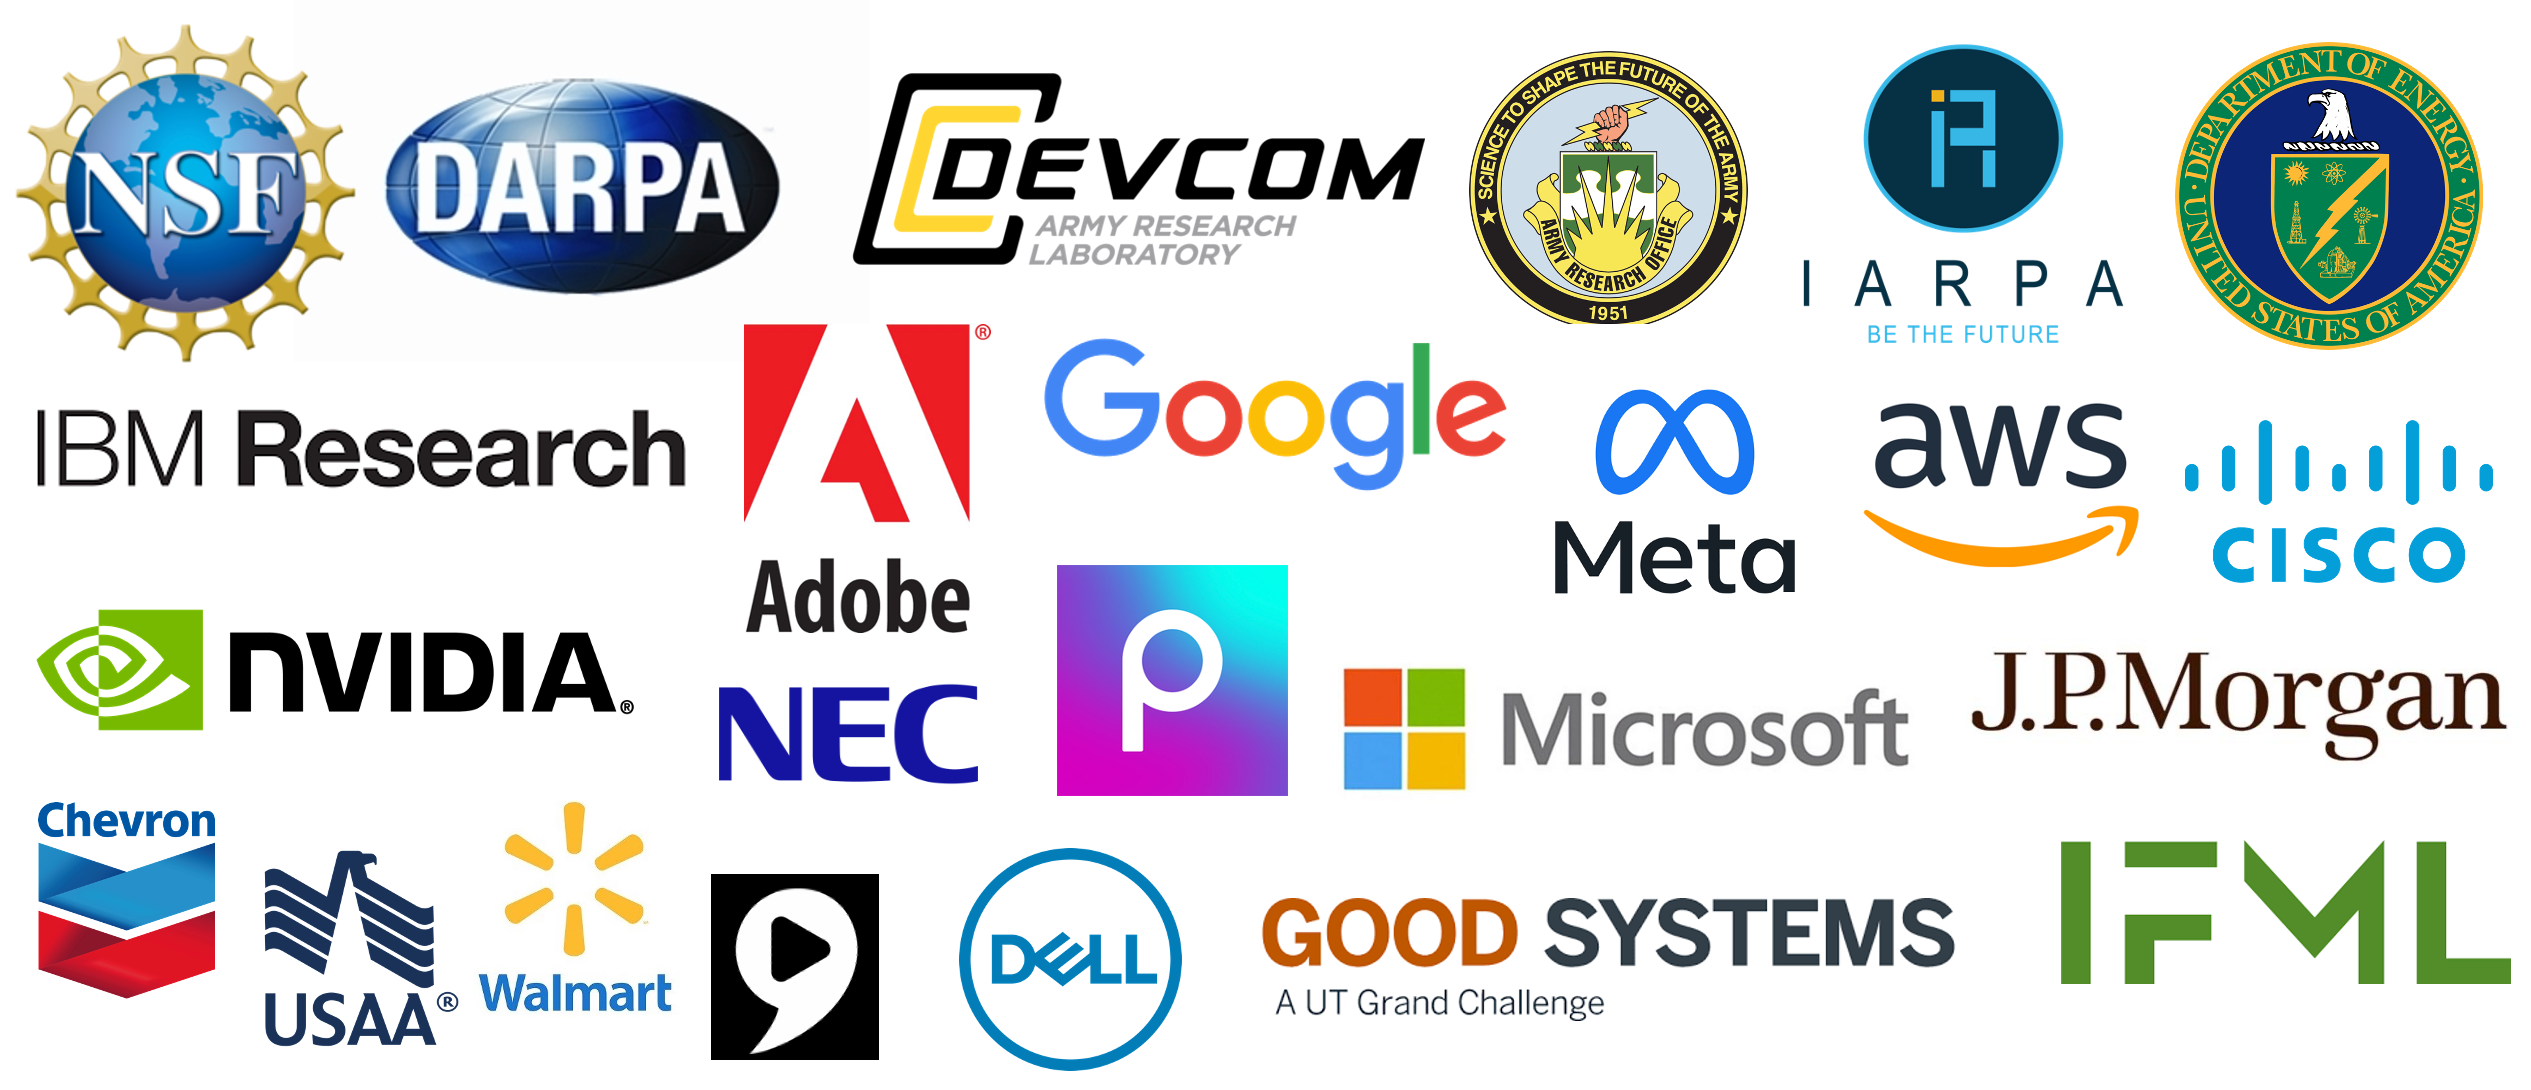 NSF
DARPA
DEVCOM
ARMY RESEARCH
LABORATORY
SCIENCE TO SHAPE THE FUTURE OF THE ARMY
ARMY RESEARCH OFFICE
1951
IARPA
BE THE FUTURE
DEPARTMENT OF ENERGY
UNITED STATES OF AMERICA
IBM Research
Adobe
®
Google
Meta
aws
CISCO
NVIDIA®
NEC
P
Microsoft
J.P.Morgan
Chevron
USAA®
Walmart
DELL
GOOD SYSTEMS
A UT Grand Challenge
IFML